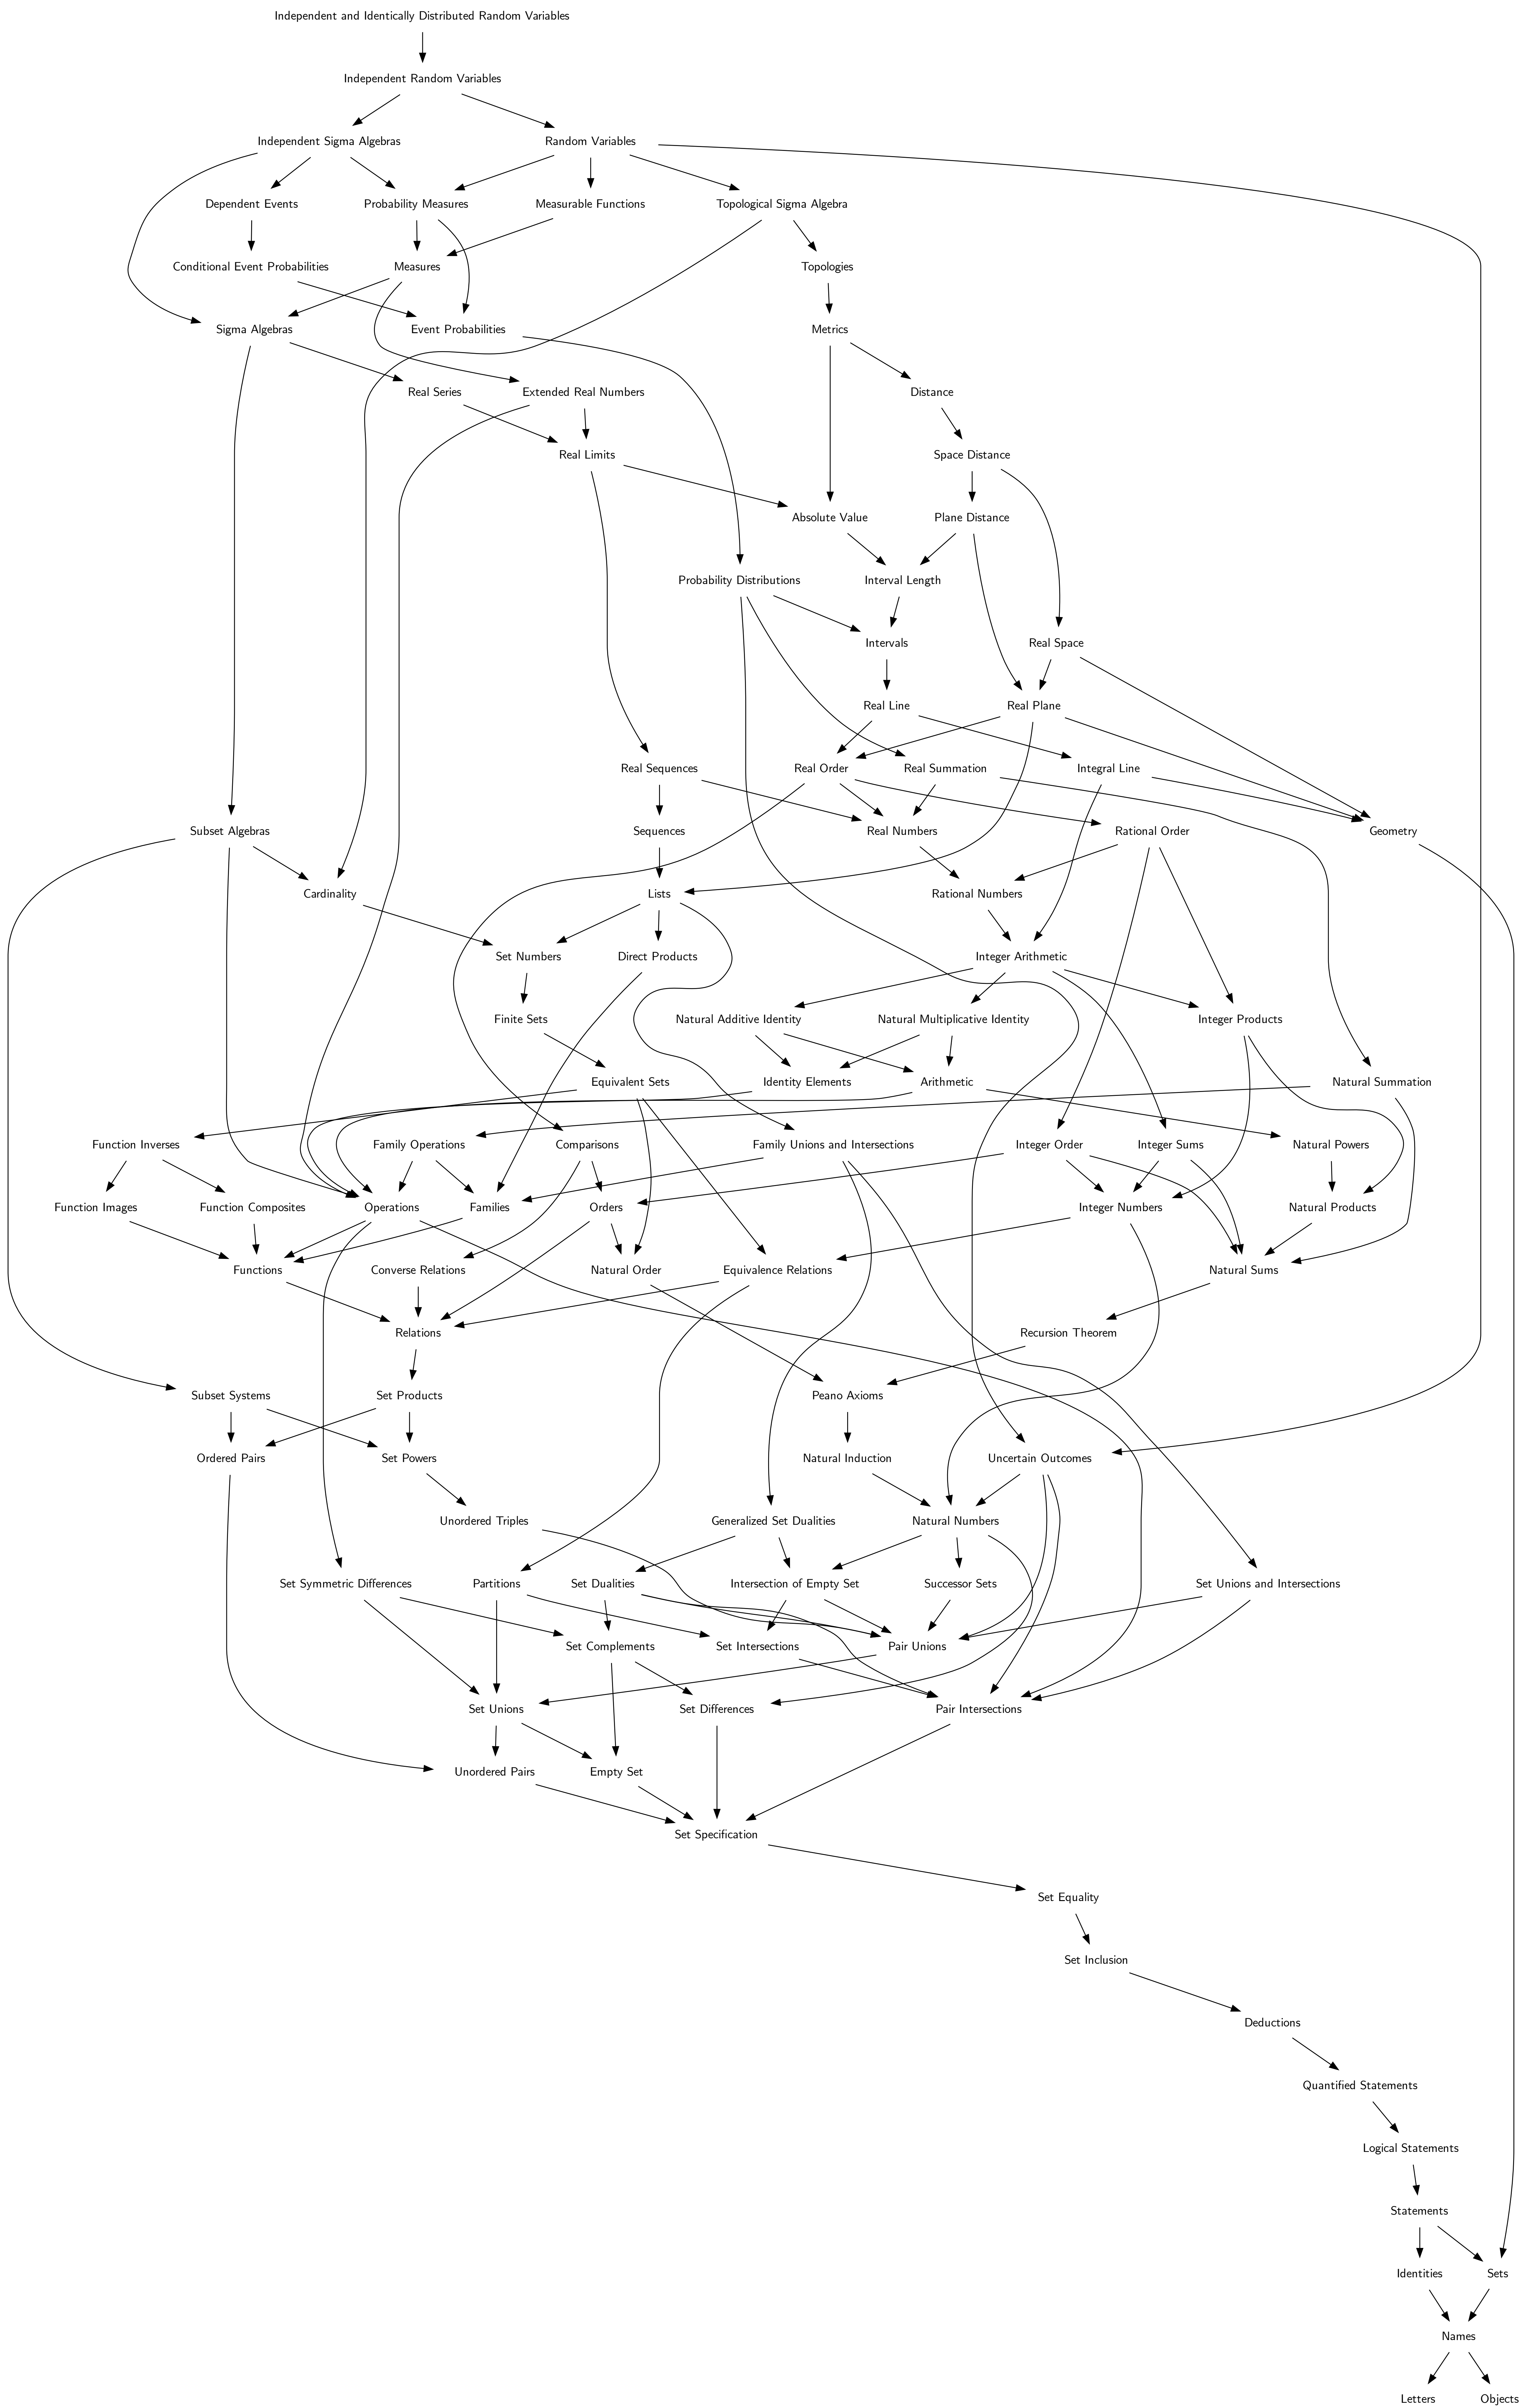 Independent and Identically Distributed Random Variables
Independent Random Variables
Independent Sigma Algebras
Random Variables
Dependent Events
Probability Measures
Measurable Functions
Topological Sigma Algebra
Conditional Event Probabilities
Measures
Topologies
Sigma Algebras
Event Probabilities
Metrics
Real Series
Extended Real Numbers
Distance
Real Limits
Space Distance
Absolute Value
Plane Distance
Probability Distributions
Interval Length
Intervals
Real Space
Real Line
Real Plane
Real Sequences
Real Order
Real Summation
Integral Line
Subset Algebras
Sequences
Real Numbers
Rational Order
Geometry
Cardinality
Lists
Rational Numbers
Set Numbers
Direct Products
Integer Arithmetic
Finite Sets
Natural Additive Identity
Natural Multiplicative Identity
Integer Products
Equivalent Sets
Identity Elements
Arithmetic
Natural Summation
Function Inverses
Family Operations
Comparisons
Family Unions and Intersections
Integer Order
Integer Sums
Natural Powers
Function Images
Function Composites
Operations
Families
Orders
Integer Numbers
Natural Products
Functions
Converse Relations
Natural Order
Equivalence Relations
Natural Sums
Relations
Recursion Theorem
Subset Systems
Set Products
Peano Axioms
Ordered Pairs
Set Powers
Natural Induction
Uncertain Outcomes
Unordered Triples
Generalized Set Dualities
Natural Numbers
Set Symmetric Differences
Partitions
Set Dualities
Intersection of Empty Set
Successor Sets
Set Unions and Intersections
Set Complements
Set Intersections
Pair Unions
Set Unions
Set Differences
Pair Intersections
Unordered Pairs
Empty Set
Set Specification
Set Equality
Set Inclusion
Deductions
Quantified Statements
Logical Statements
Statements
Identities
Sets
Names
Letters
Objects